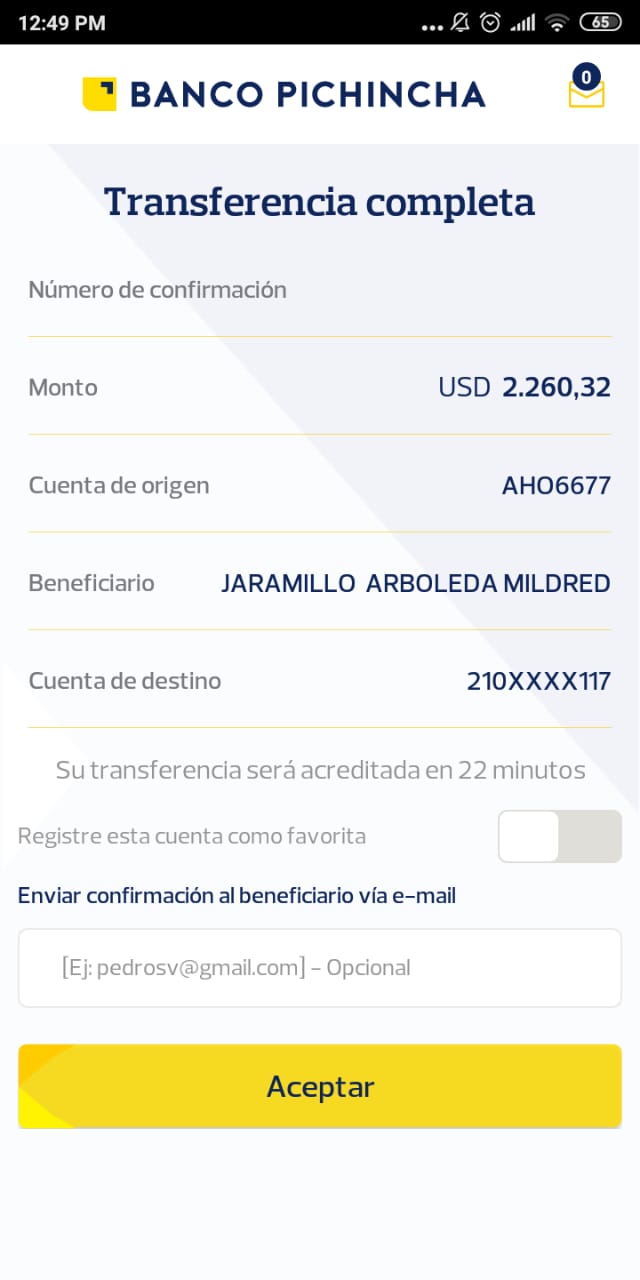 12:49 PM
65
BANCO PICHINCHA
0
Transferencia completa
Número de confirmación
Monto USD 2.260,32
Cuenta de origen AHO6677
Beneficiario JARAMILLO ARBOLEDA MILDRED
Cuenta de destino 210XXXX117
Su transferencia será acreditada en 22 minutos
Registre esta cuenta como favorita
Enviar confirmación al beneficiario vía e-mail
[Ej: pedrosv@gmail.com] - Opcional
Aceptar